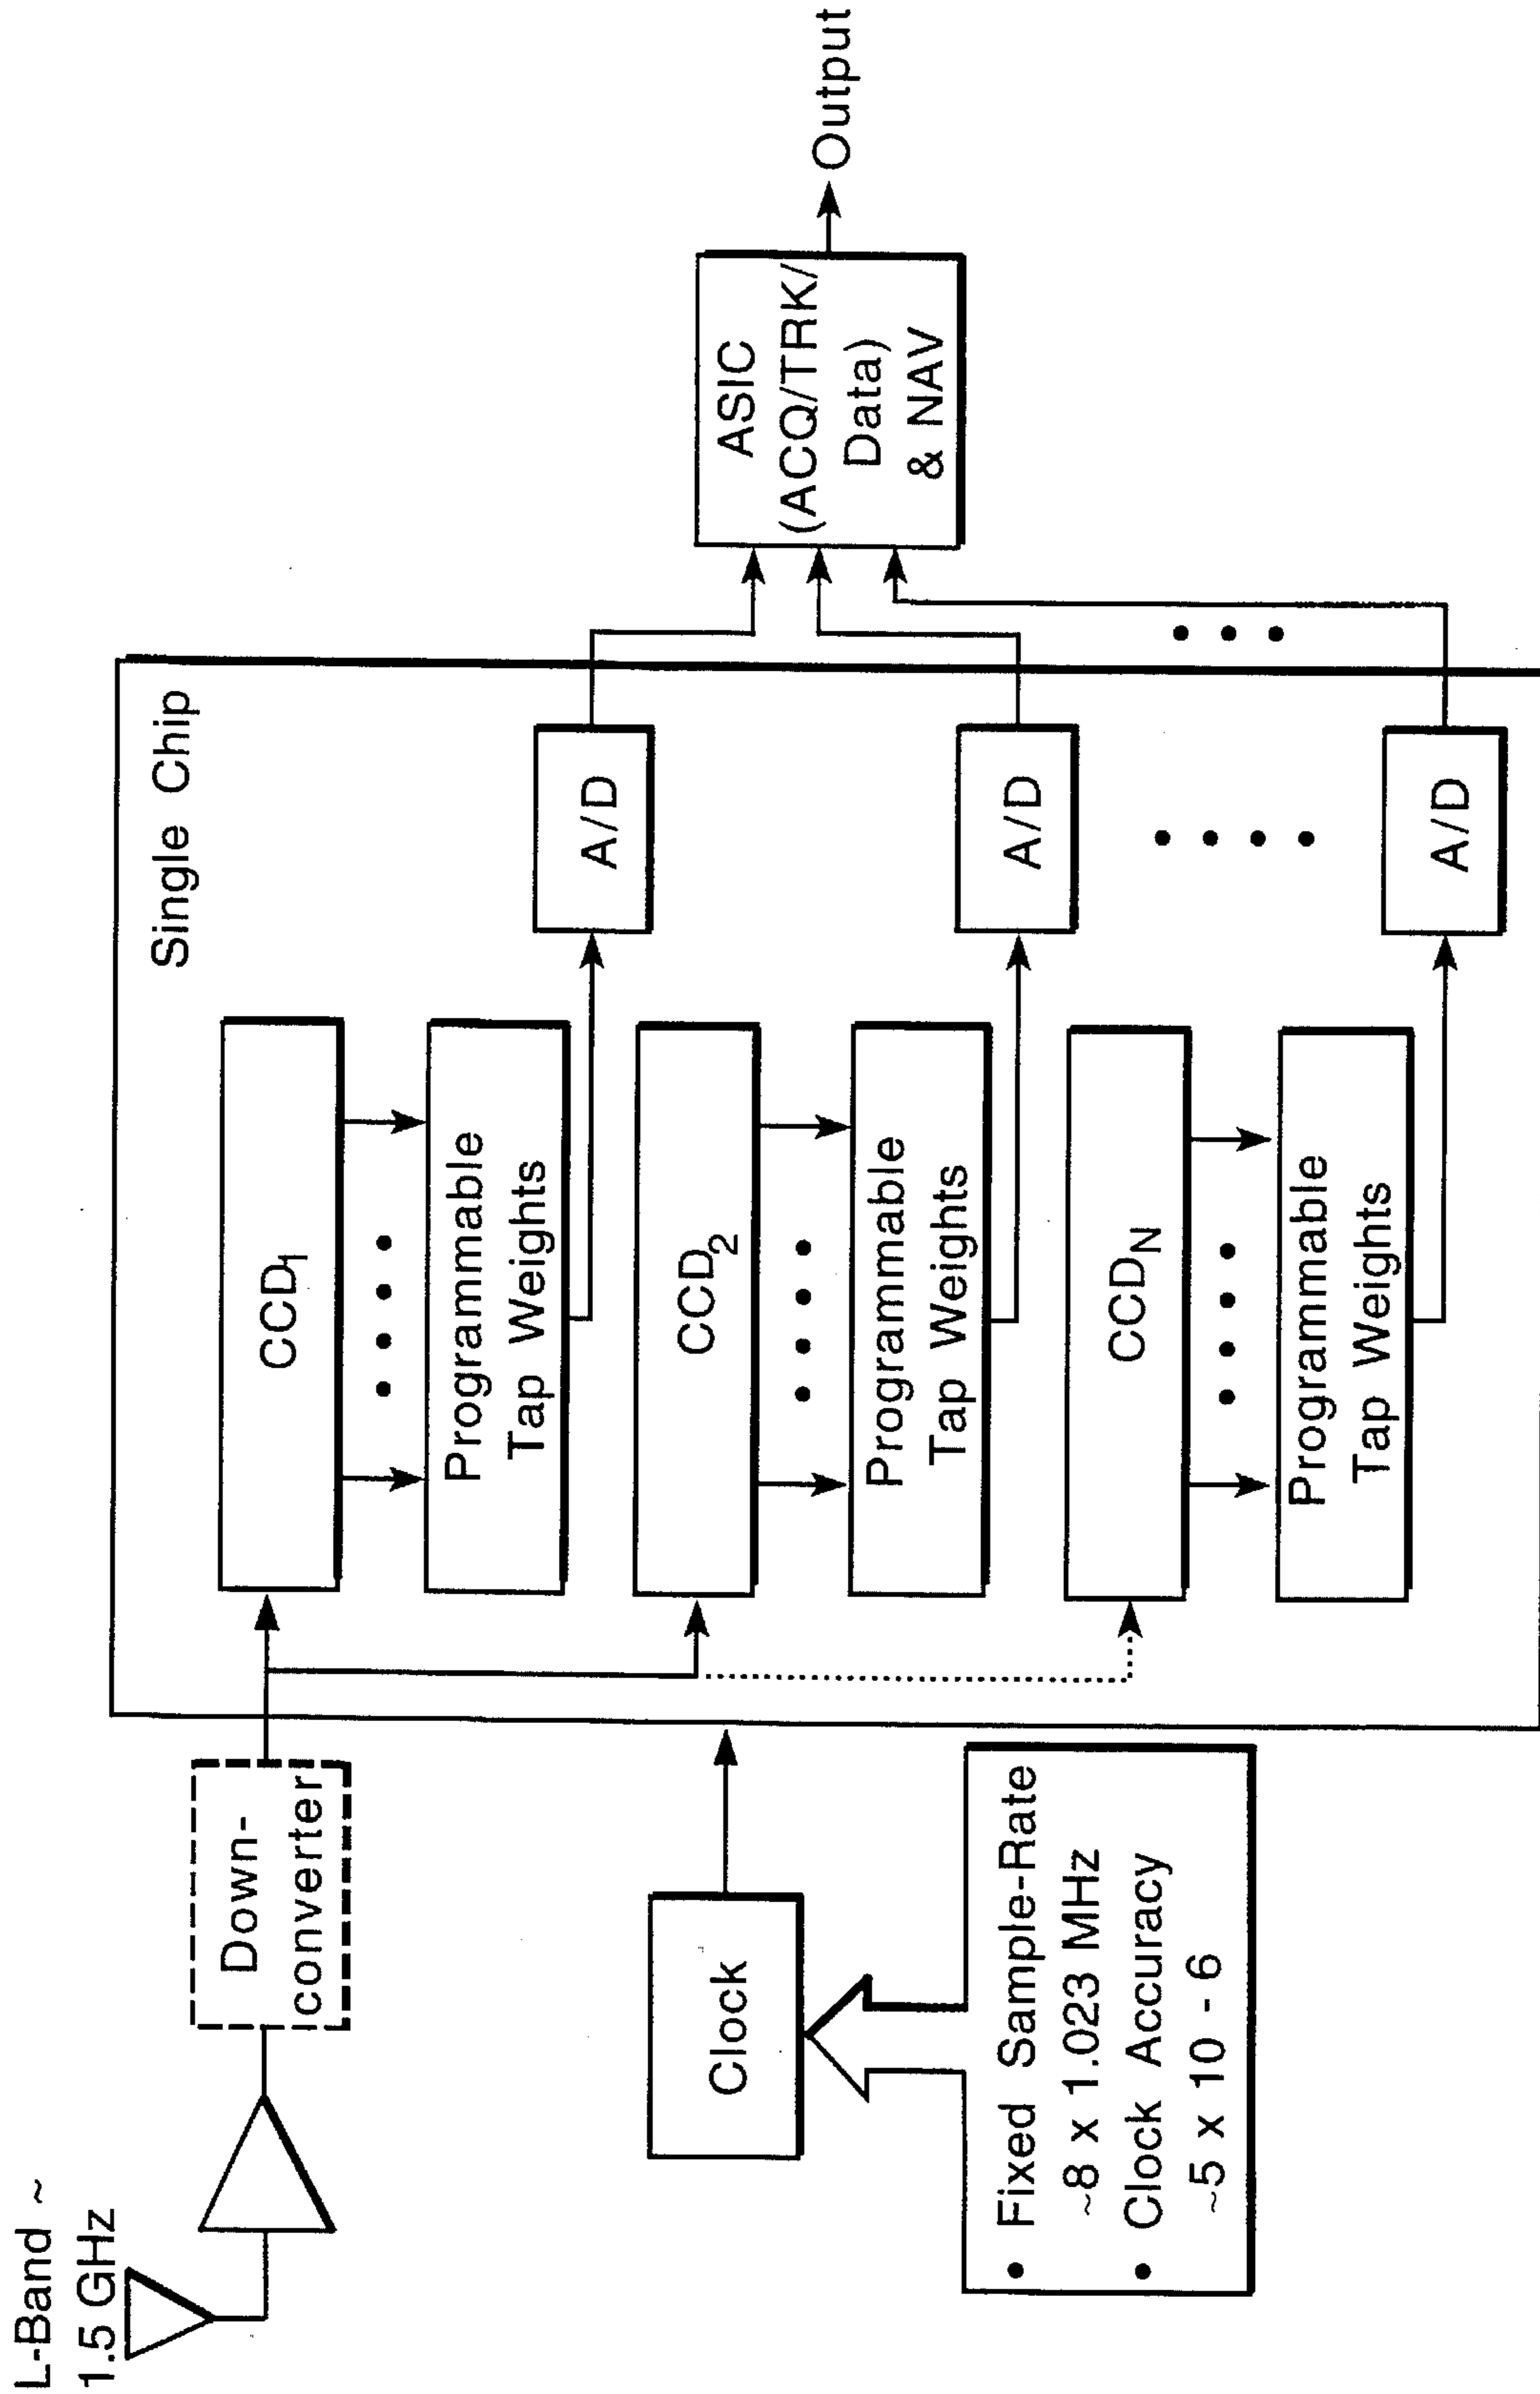 L-Band ~
1.5 GHz
Down-
converter
Clock
• Fixed Sample-Rate
~8 x 1.023 MHz
• Clock Accuracy
~5 x 10 - 6
Single Chip
CCD1
Programmable
Tap Weights
A/D
CCD2
Programmable
Tap Weights
A/D
CCDN
Programmable
Tap Weights
A/D
ASIC
(ACQ/TRK/
Data)
& NAV
Output